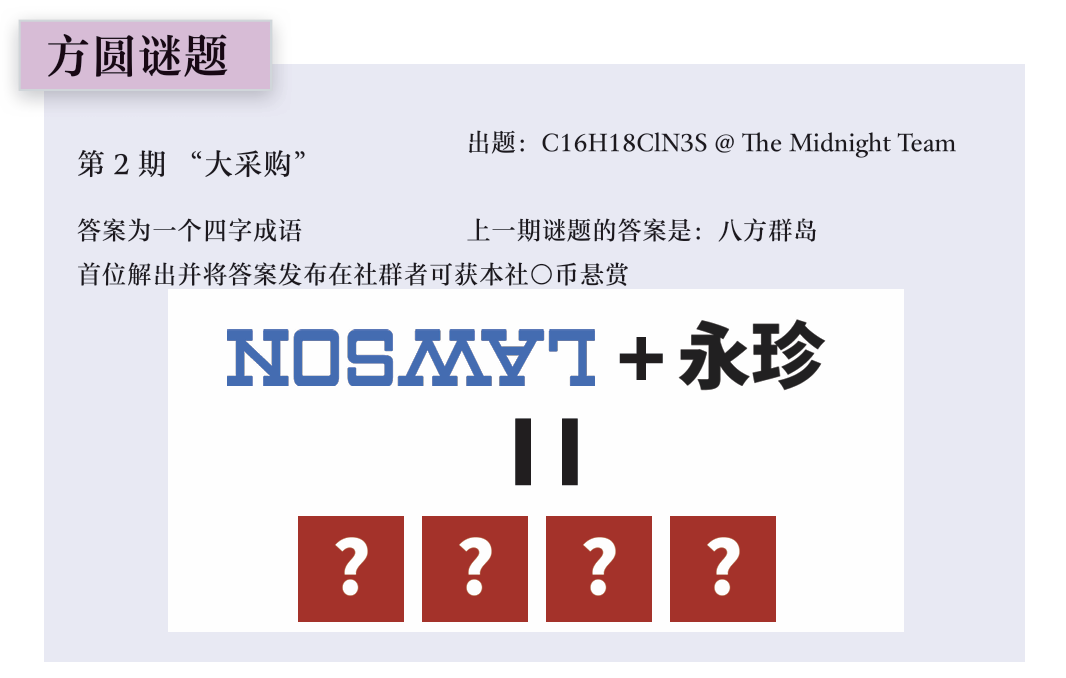 方圆谜题
第 2 期 “大采购”
出题：C16H18ClN3S @ The Midnight Team
答案为一个四字成语
上一期谜题的答案是：八方群岛
首位解出并将答案发布在社群者可获本社〇币悬赏
LAWSON + 永珍
||
? ? ? ?